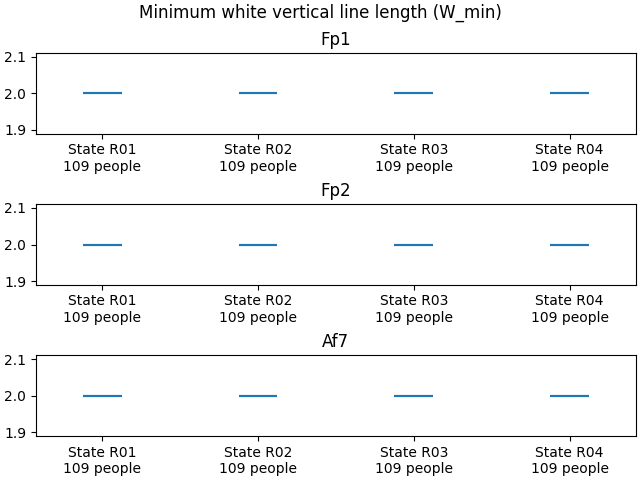 Minimum white vertical line length (W_min)
Fp1
2.1
2.0
1.9
State R01 State R02 State R03 State R04
109 people 109 people 109 people 109 people
Fp2
2.1
2.0
1.9
State R01 State R02 State R03 State R04
109 people 109 people 109 people 109 people
Af7
2.1
2.0
1.9
State R01 State R02 State R03 State R04
109 people 109 people 109 people 109 people